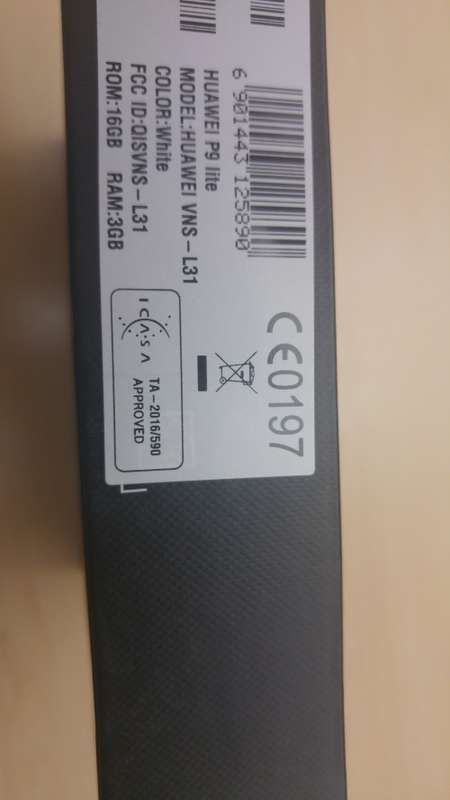 6 901443 125890
HUAWEI P9 lite
MODEL:HUAWEI VNS-L31
COLOR:White
FCC ID:QISVNS-L31
ROM:16GB RAM:3GB
CE0197
ICASA
TA-2016/590
APPROVED